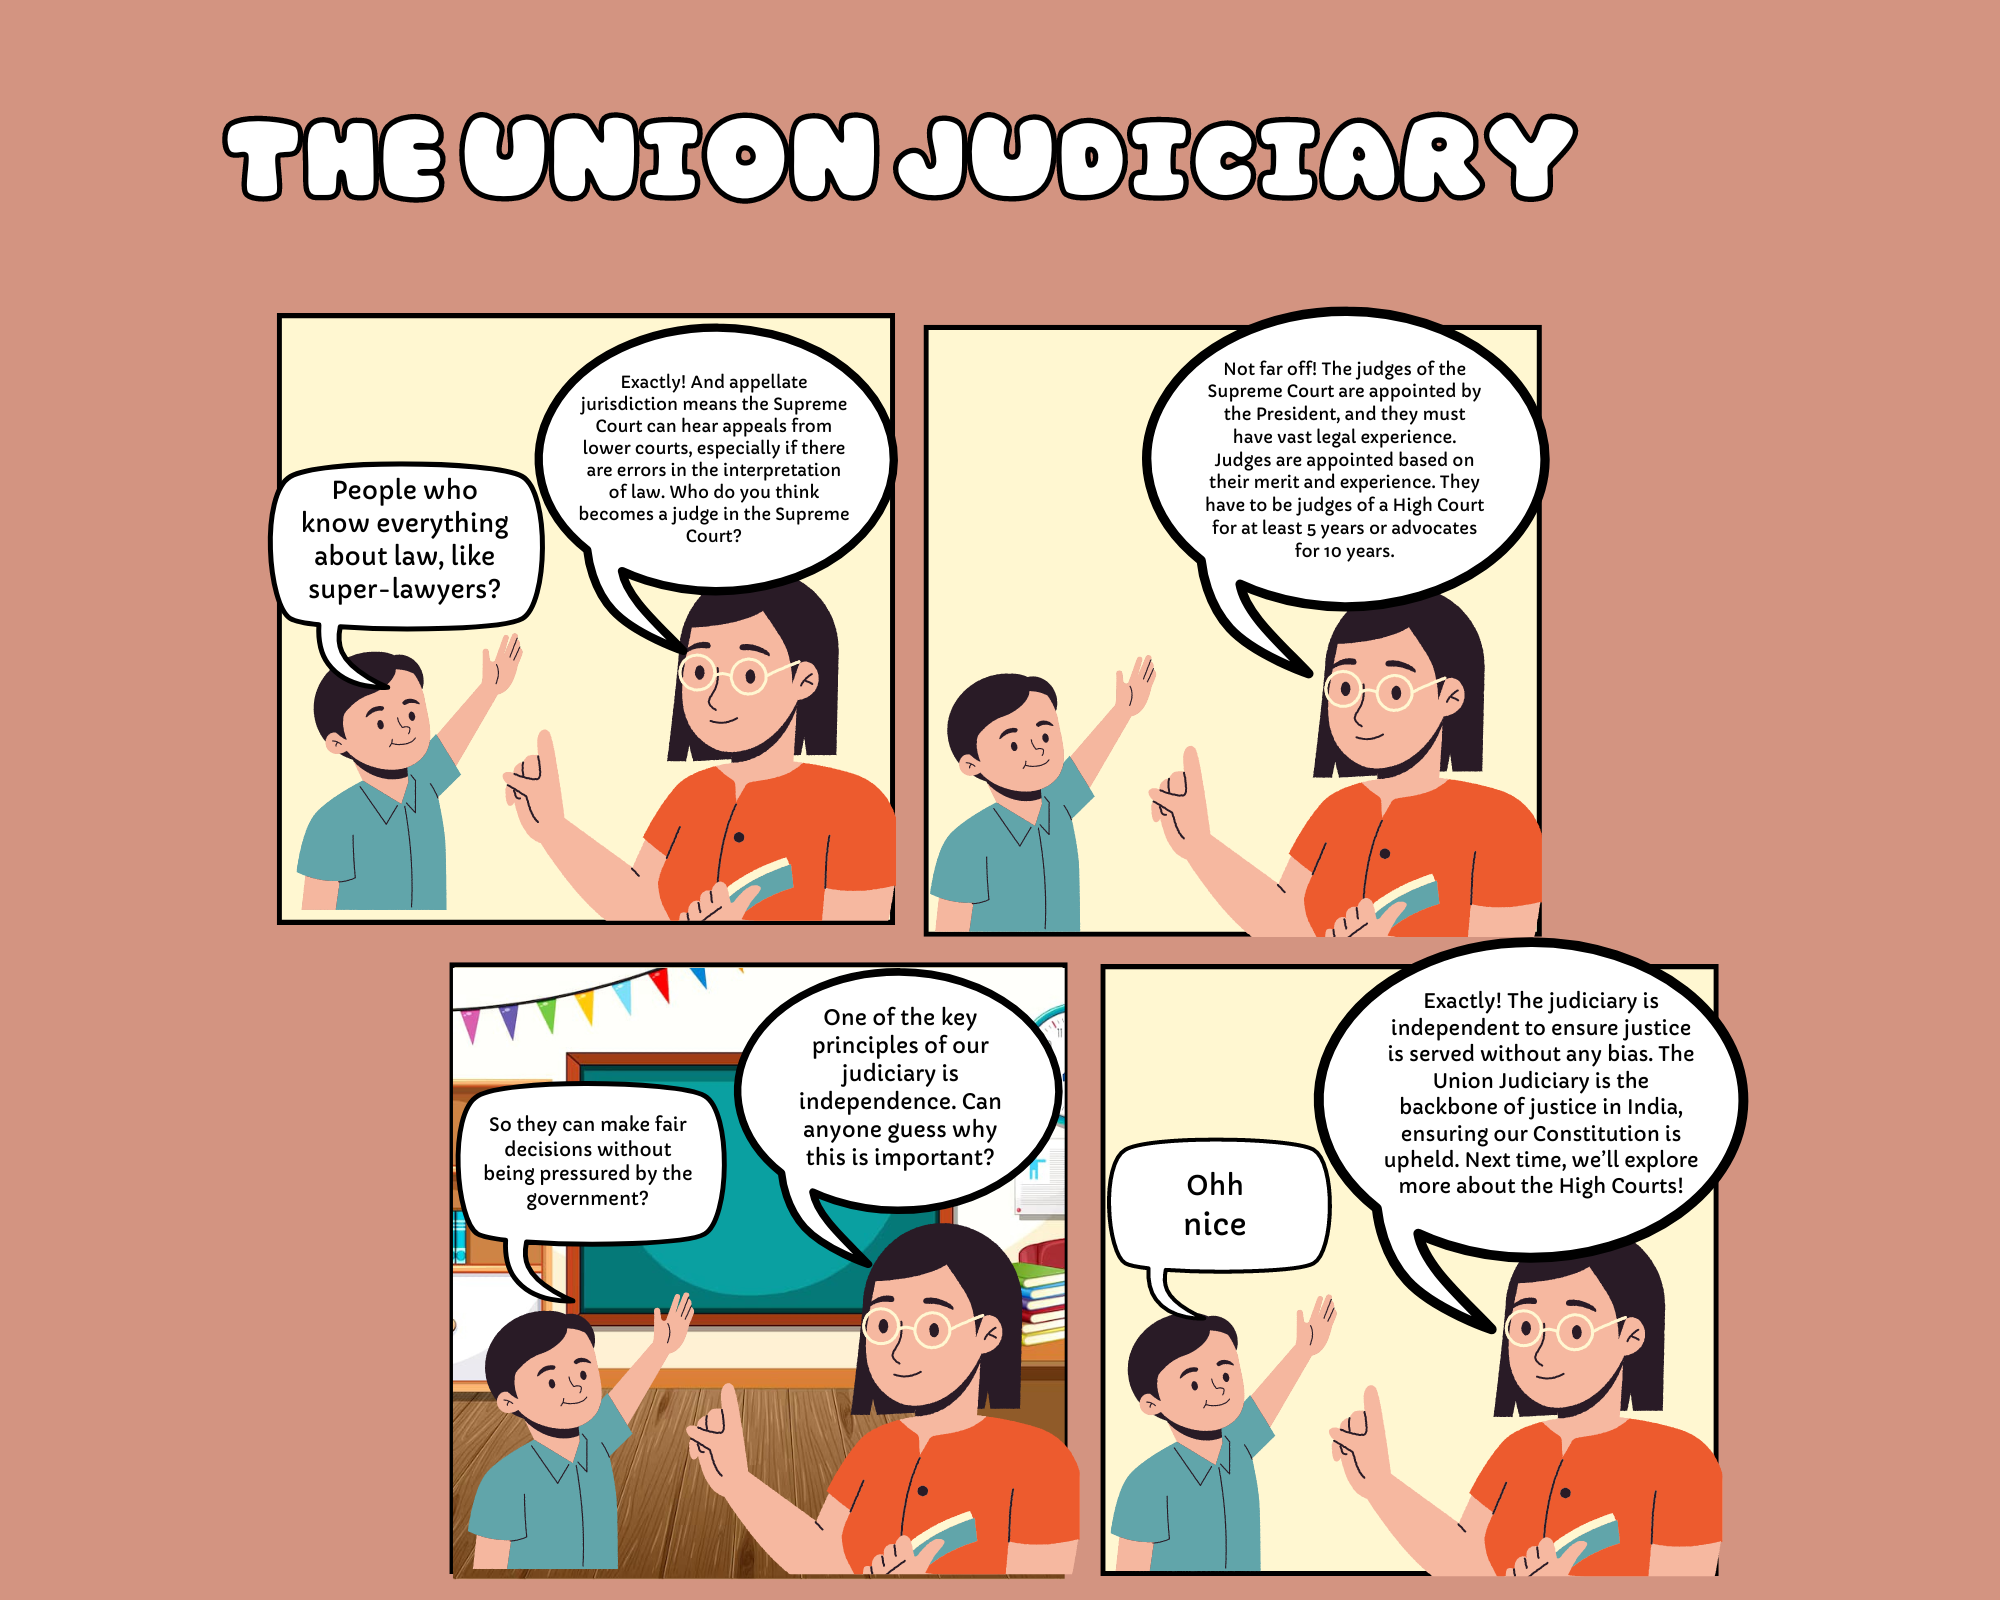 THE UNION JUDICIARY
Exactly! And appellate
jurisdiction means the Supreme
Court can hear appeals from
lower courts, especially if there
are errors in the interpretation
of law. Who do you think
becomes a judge in the Supreme
Court?
People who
know everything
about law, like
super-lawyers?
Not far off! The judges of the
Supreme Court are appointed by
the President, and they must
have vast legal experience.
Judges are appointed based on
their merit and experience. They
have to be judges of a High Court
for at least 5 years or advocates
for 10 years.
One of the key
principles of our
judiciary is
independence. Can
anyone guess why
this is important?
So they can make fair
decisions without
being pressured by the
government?
Exactly! The judiciary is
independent to ensure justice
is served without any bias. The
Union Judiciary is the
backbone of justice in India,
ensuring our Constitution is
upheld. Next time, we'll explore
more about the High Courts!
Ohh
nice